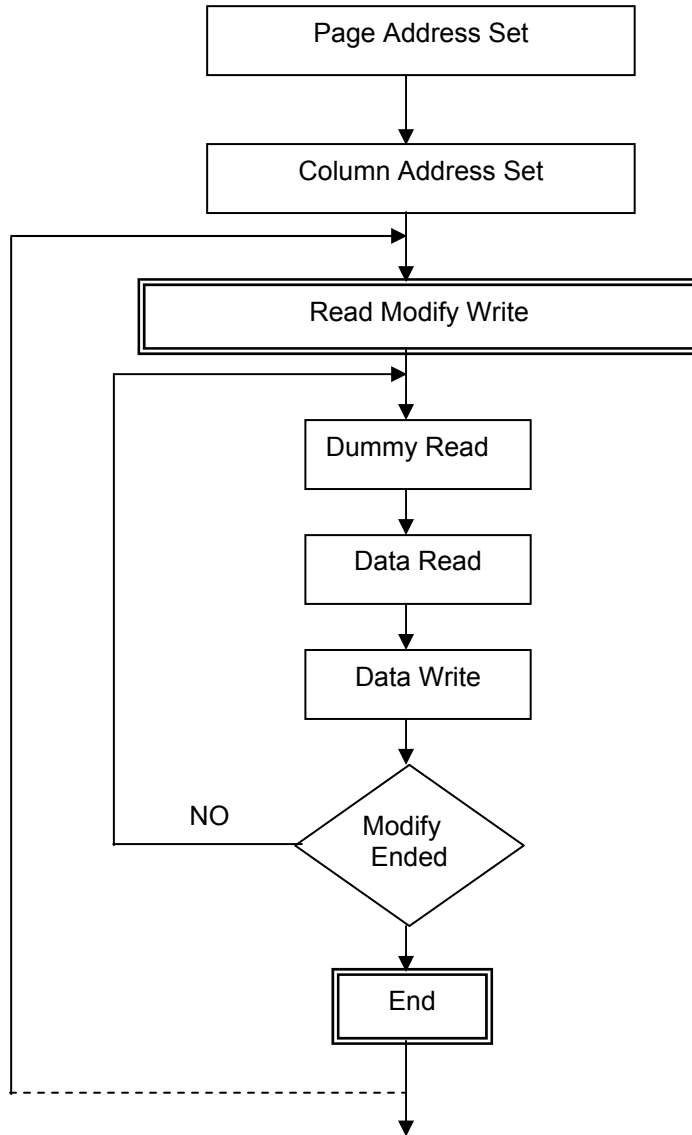 Page Address Set
Column Address Set
Read Modify Write
Dummy Read
Data Read
Data Write
NO
Modify
Ended
End